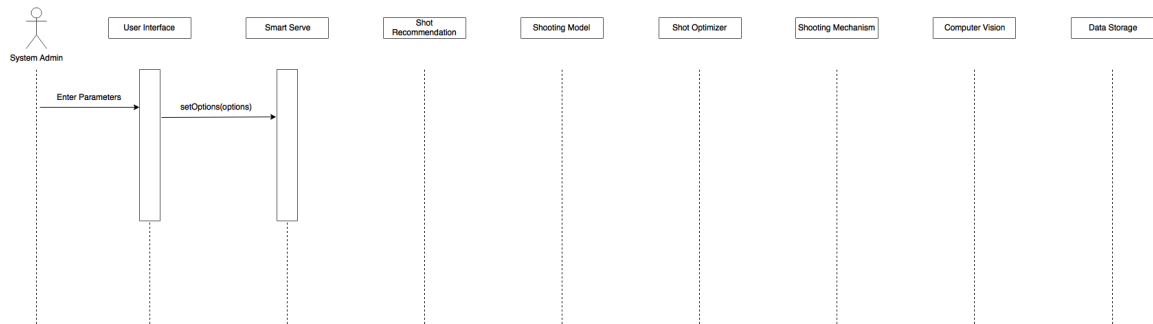 User Interface
Smart Serve
Shot
Recommendation
Shooting Model
Shot Optimizer
Shooting Mechanism
Computer Vision
Data Storage
System Admin
Enter Parameters
setOptions(options)